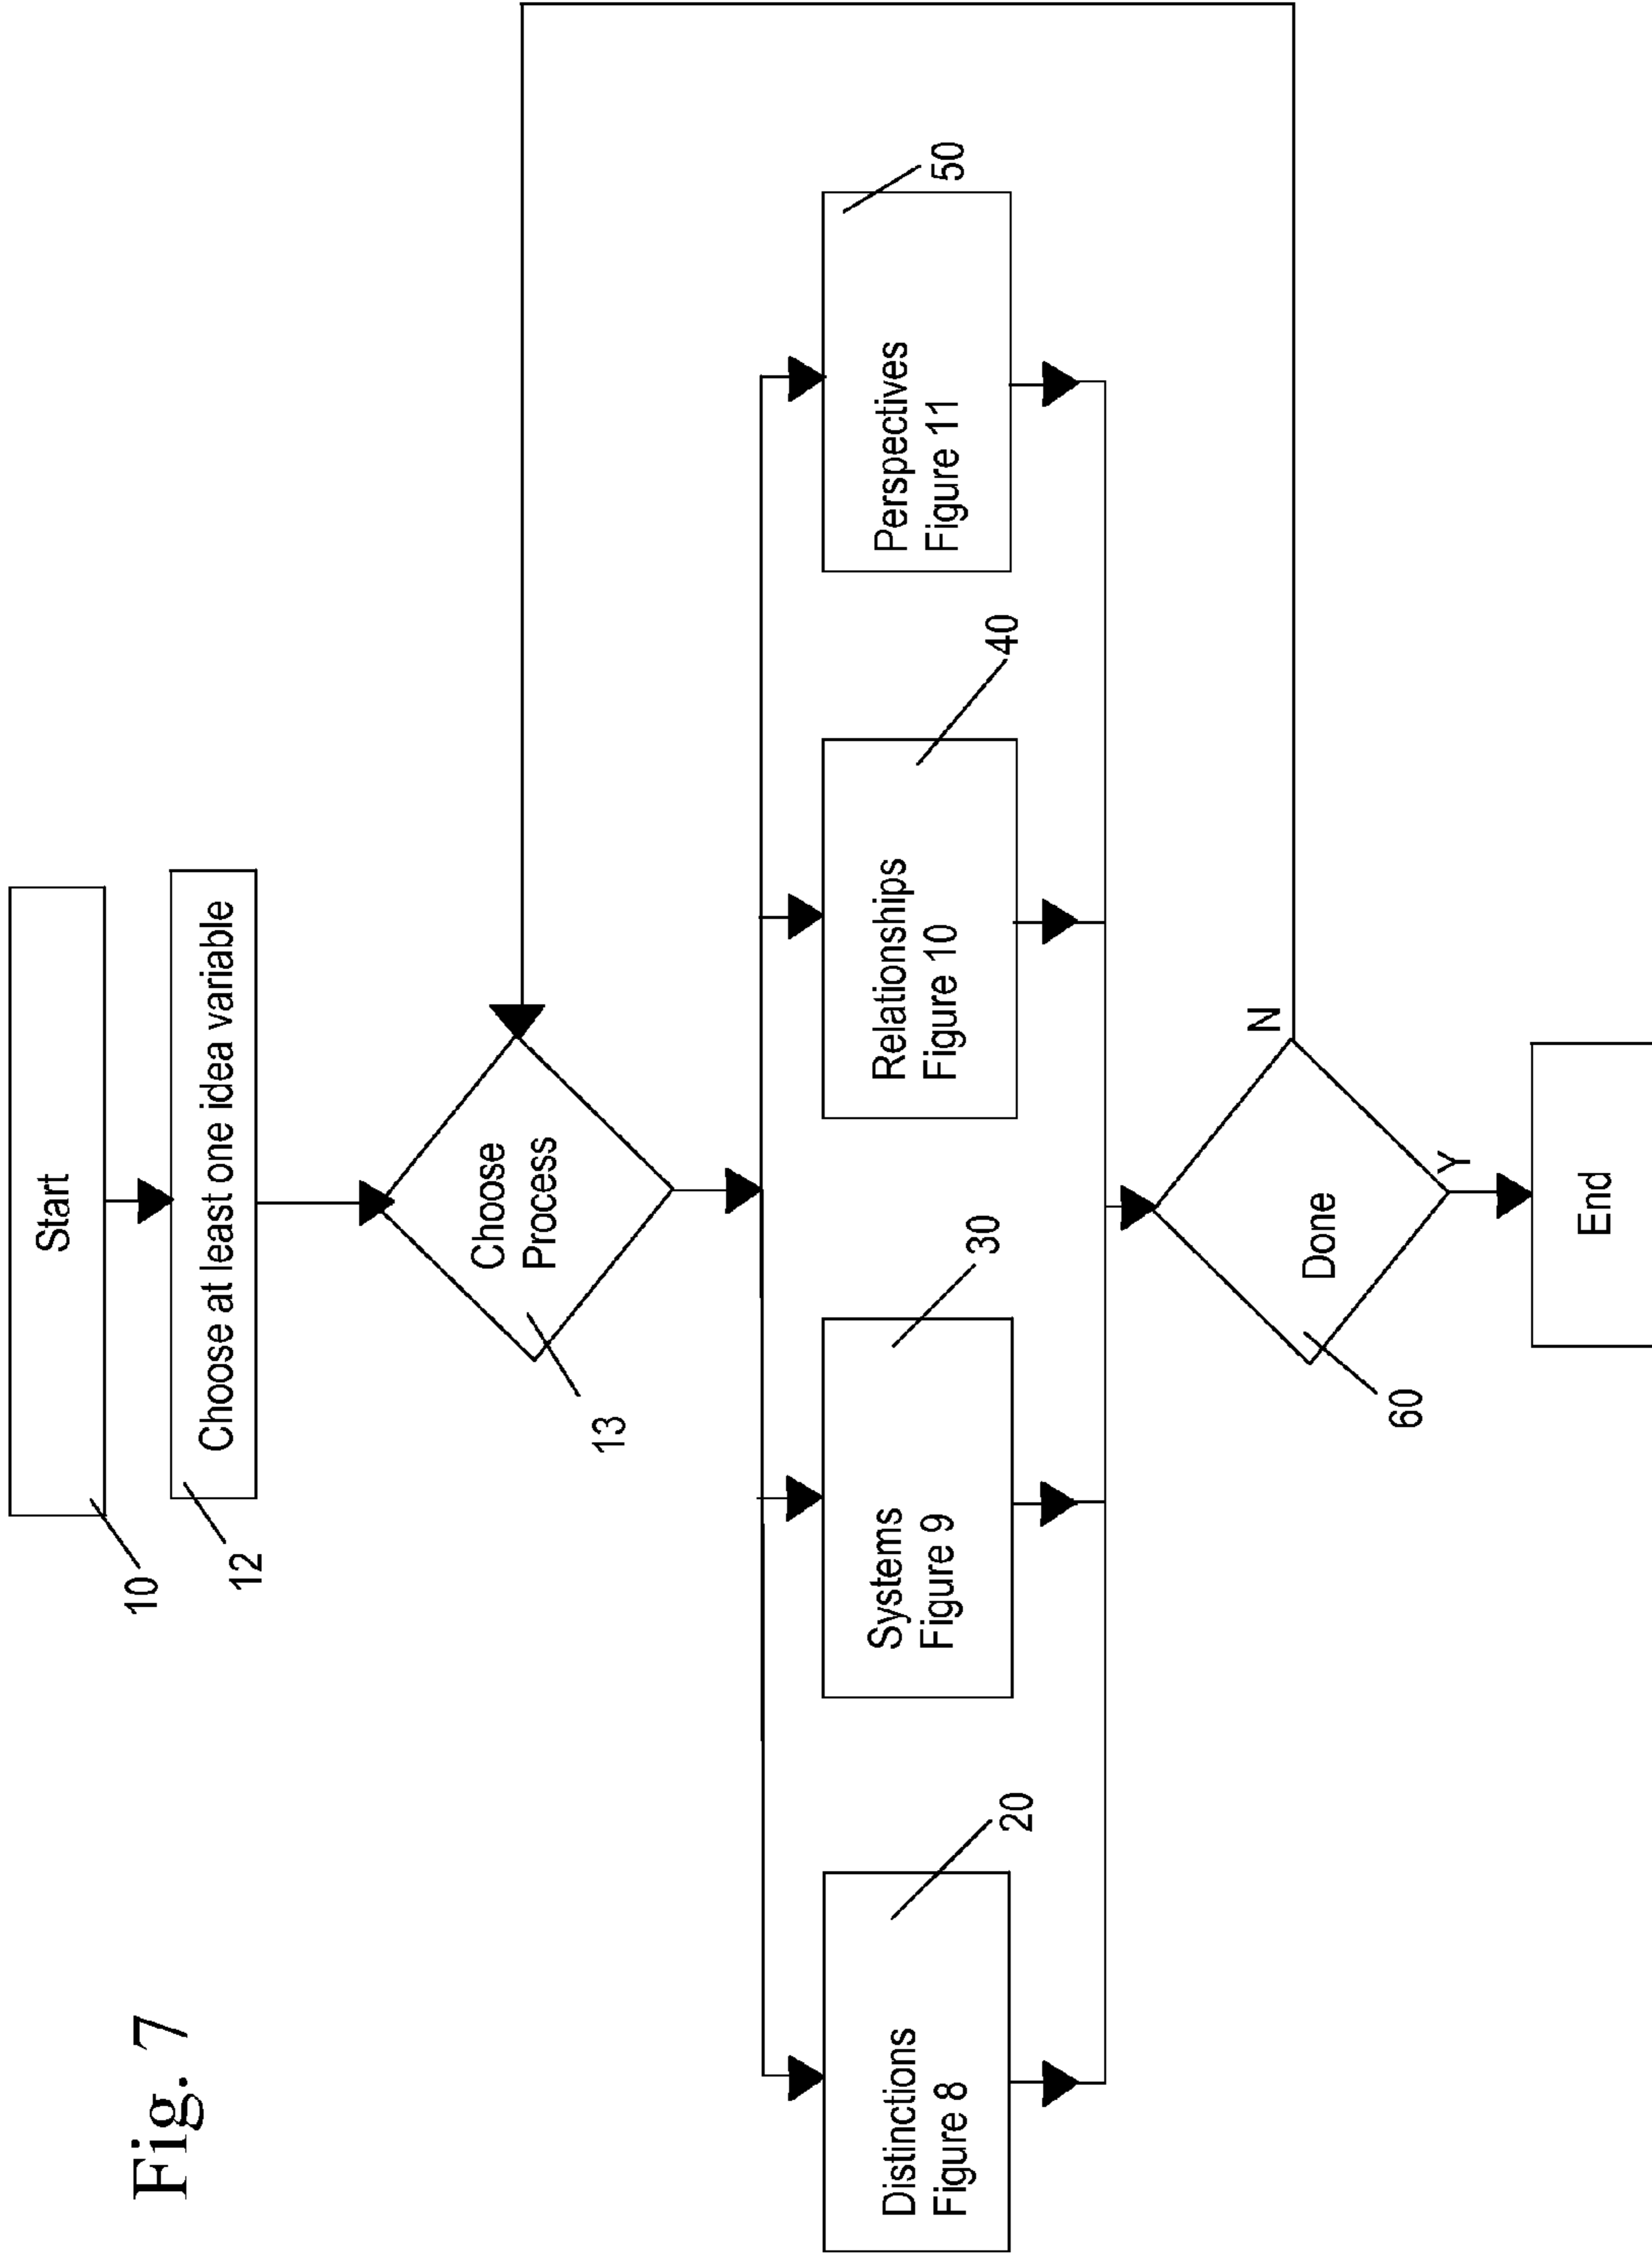 Fig. 7
Start
10
Choose at least one idea variable
12
Choose
Process
13
Distinctions
Figure 8
20
Systems
Figure 9
30
Relationships
Figure 10
40
Perspectives
Figure 11
50
Done
60
N
Y
End